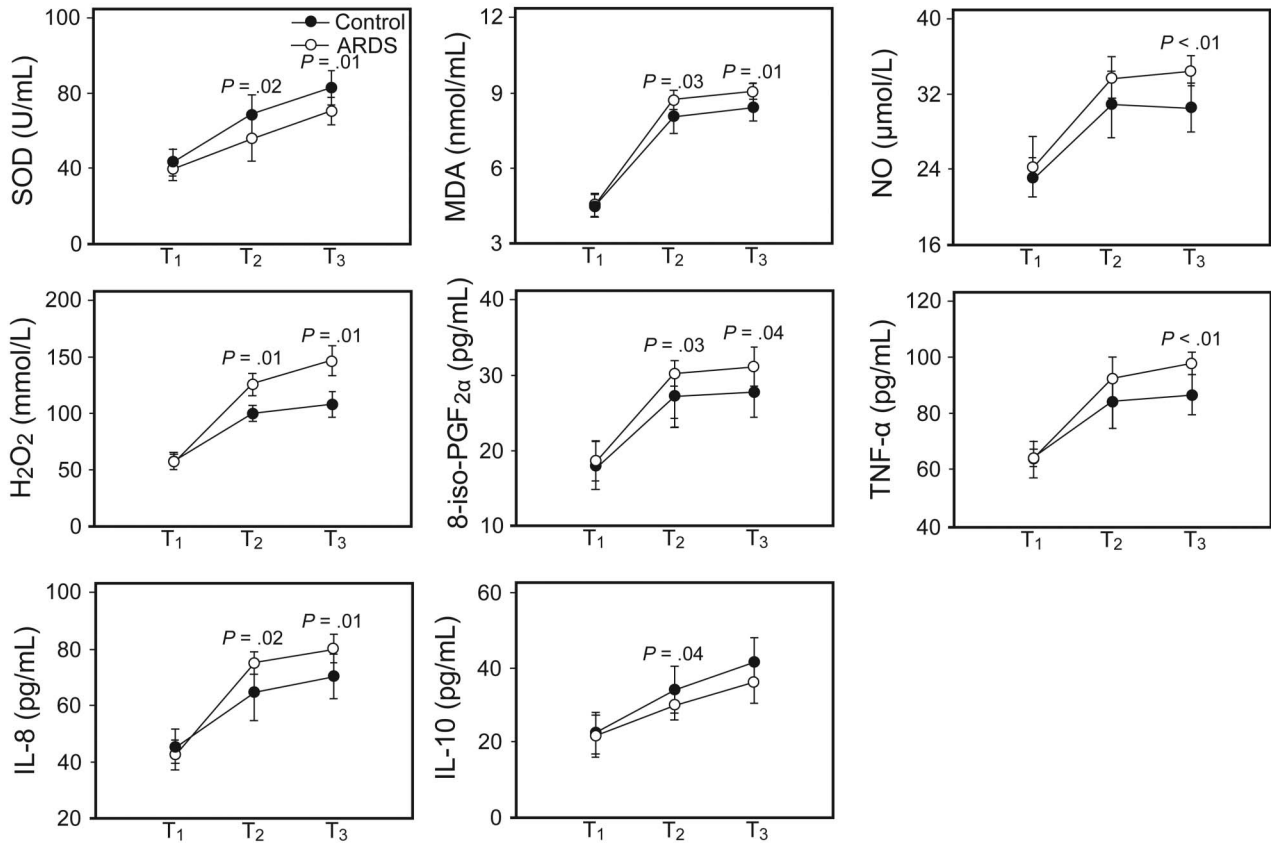 SOD (U/mL)
100
80
60
40
0
Control
ARDS
P = .02
P = .01
T1
T2
T3
MDA (nmol/mL)
12
9
6
3
P = .03
P = .01
T1
T2
T3
NO (μmol/L)
40
32
24
16
P < .01
T1
T2
T3
H2O2 (mmol/L)
200
150
100
50
0
P = .01
P = .01
T1
T2
T3
8-iso-PGF2α (pg/mL)
40
30
20
10
P = .03
P = .04
T1
T2
T3
TNF-α (pg/mL)
120
100
80
60
40
P < .01
T1
T2
T3
IL-8 (pg/mL)
100
80
60
40
20
P = .02
P = .01
T1
T2
T3
IL-10 (pg/mL)
60
40
20
0
P = .04
T1
T2
T3